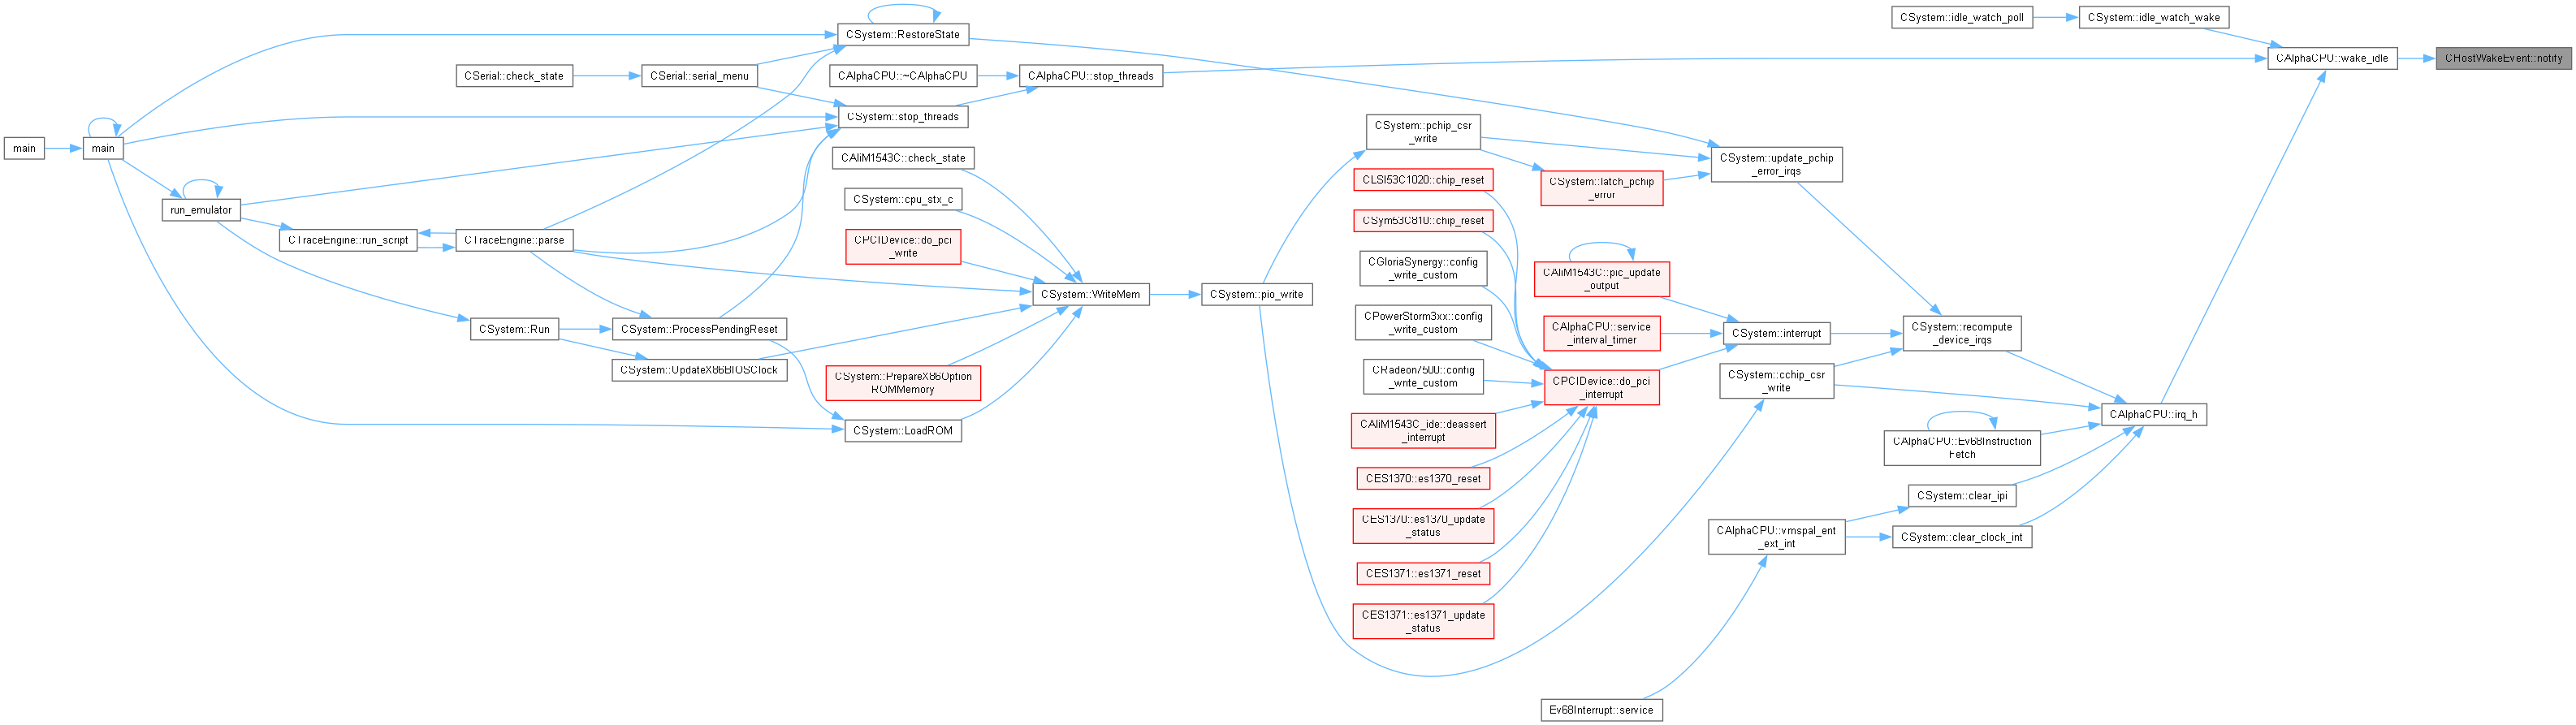 main
main
run_emulator
CSerial::check_state
CTraceEngine::run_script
CTraceEngine::parse
CSystem::Run
CSerial::serial_menu
CSystem::ProcessPendingReset
CSystem::UpdateX86BIOSClock
CSystem::RestoreState
CAlphaCPU::~CAlphaCPU
CSystem::stop_threads
CAliM1543C::check_state
CSystem::cpu_stx_c
CPCIDevice::do_pci
_write
CSystem::PrepareX86Option
ROMMemory
CSystem::LoadROM
CAlphaCPU::stop_threads
CSystem::WriteMem
CSystem::pio_write
CSystem::pchip_csr
_write
CLSI53C1020::chip_reset
CSym53C810::chip_reset
CGloriaSynergy::config
_write_custom
CPowerStorm3xx::config
_write_custom
CRadeon7500::config
_write_custom
CAliM1543C_ide::deassert
_interrupt
CES1370::es1370_reset
CES1370::es1370_update
_status
CES1371::es1371_reset
CES1371::es1371_update
_status
CSystem::latch_pchip
_error
CAliM1543C::pic_update
_output
CAlphaCPU::service
_interval_timer
CPCIDevice::do_pci
_interrupt
Ev68Interrupt::service
CSystem::update_pchip
_error_irqs
CSystem::interrupt
CSystem::cchip_csr
_write
CAlphaCPU::vmspal_ent
_ext_int
CSystem::idle_watch_poll
CSystem::recompute
_device_irqs
CAlphaCPU::Ev68Instruction
Fetch
CSystem::clear_ipi
CSystem::clear_clock_int
CSystem::idle_watch_wake
CAlphaCPU::irq_h
CAlphaCPU::wake_idle
CHostWakeEvent::notify